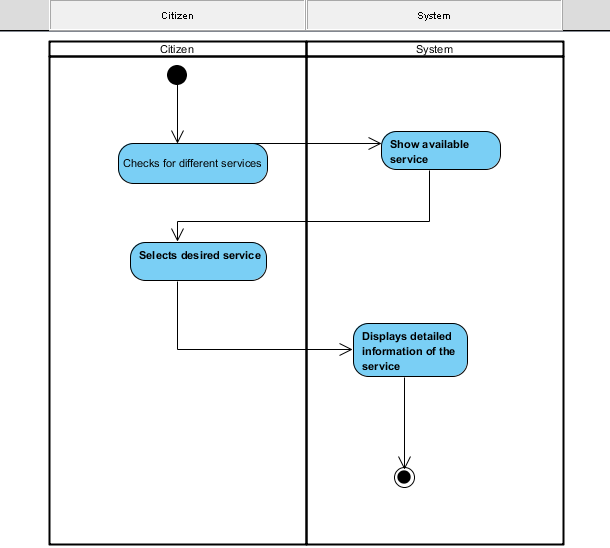 Citizen
System
Citizen
System
Checks for different services
Show available
service
Selects desired service
Displays detailed
information of the
service